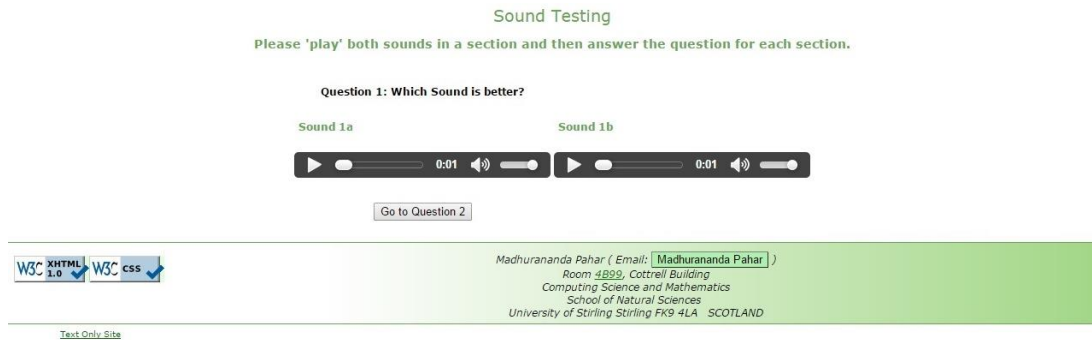 Sound Testing
Please 'play' both sounds in a section and then answer the question for each section.
Question 1: Which Sound is better?
Sound 1a
Sound 1b
0:01
0:01
Go to Question 2
W3C XHTML 1.0
W3C css
Madhurananda Pahar ( Email: Madhurananda Pahar )
Room 4B99, Cottrell Building
Computing Science and Mathematics
School of Natural Sciences
University of Stirling Stirling FK9 4LA SCOTLAND
Text Only Site